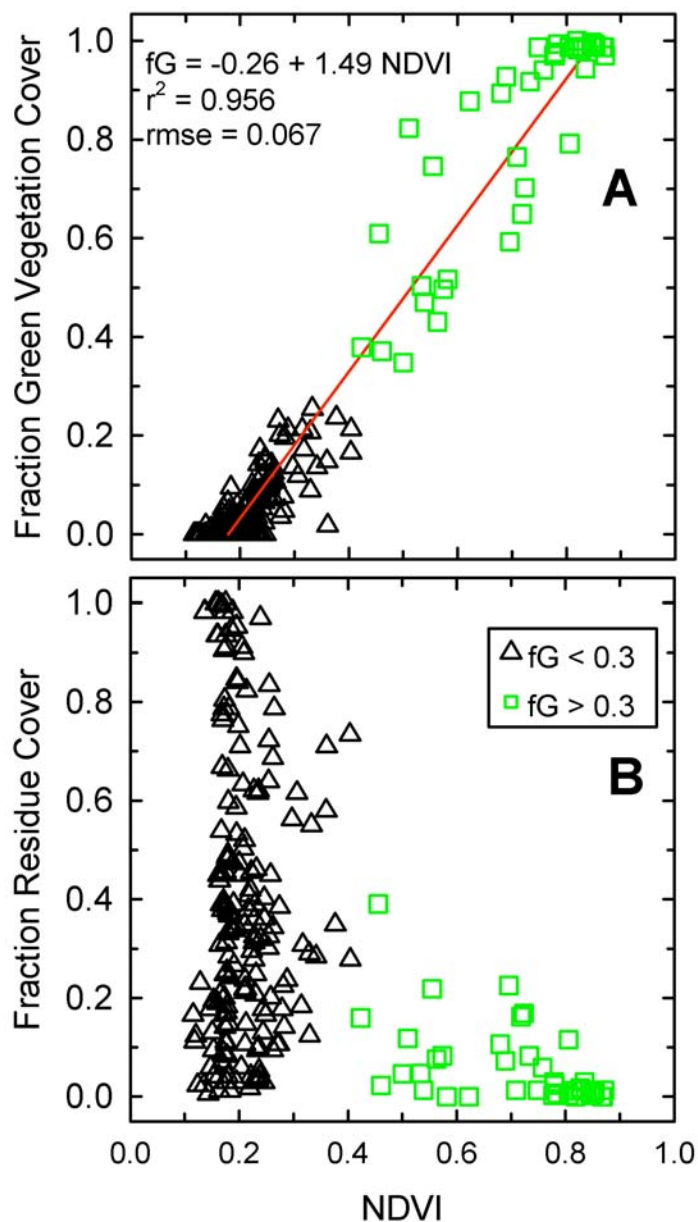 fG = -0.26 + 1.49 NDVI
r² = 0.956
rmse = 0.067
A
Fraction Green Vegetation Cover
1.0
0.8
0.6
0.4
0.2
0.0
fG < 0.3
fG > 0.3
B
Fraction Residue Cover
1.0
0.8
0.6
0.4
0.2
0.0
0.0 0.2 0.4 0.6 0.8 1.0
NDVI